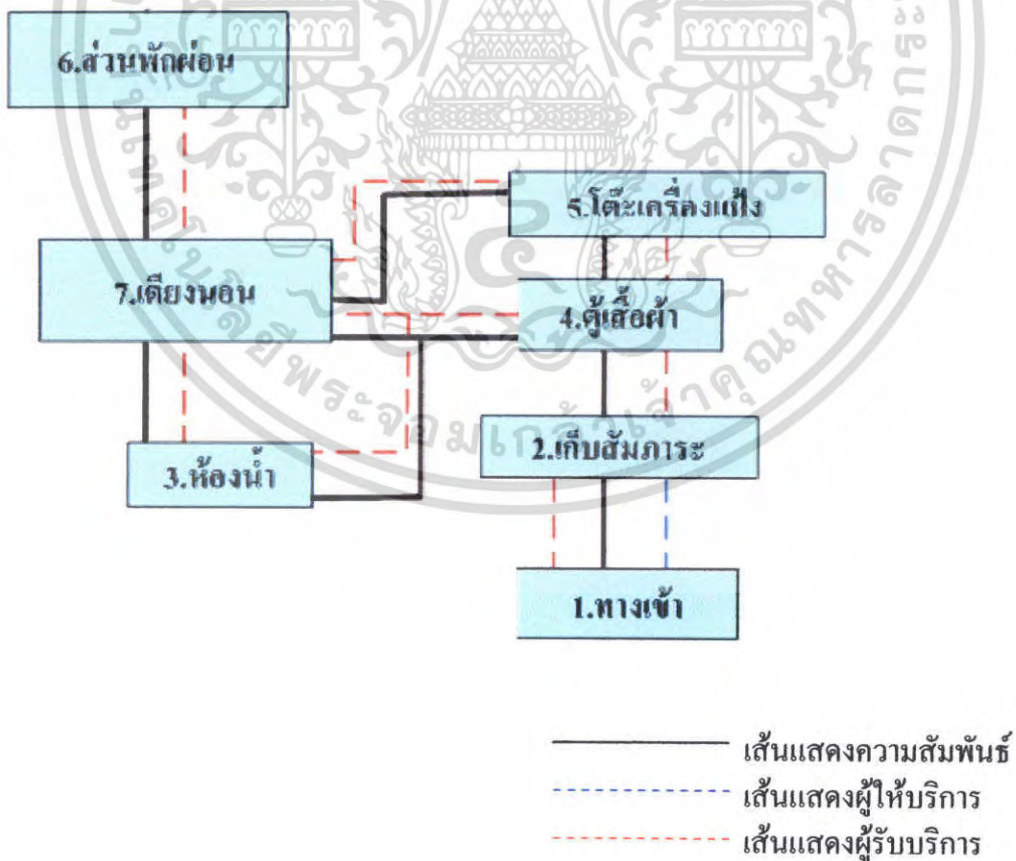 6.ส่วนพักผ่อน
5.โต๊ะเครื่องแป้ง
7.เตียงนอน
4.ตู้เสื้อผ้า
2.เก็บสัมภาระ
3.ห้องน้ำ
1.ทางเข้า
เส้นแสดงความสัมพันธ์
เส้นแสดงผู้ให้บริการ
เส้นแสดงผู้รับบริการ